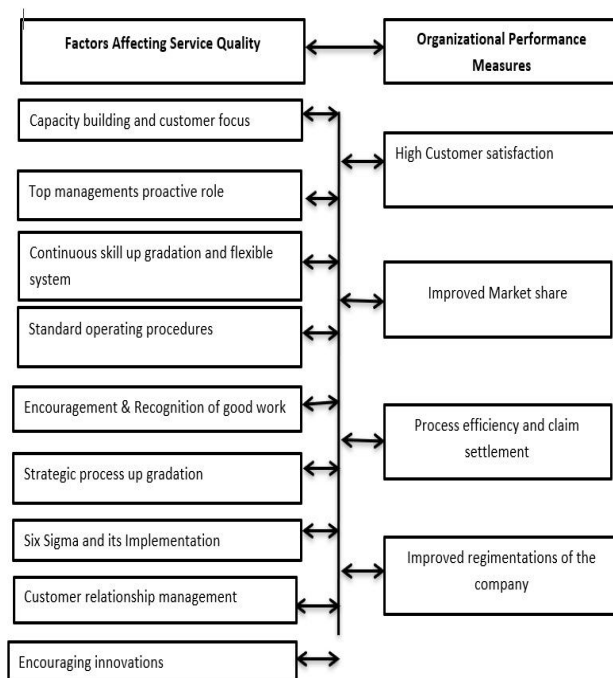 Factors Affecting Service Quality
Organizational Performance
Measures
Capacity building and customer focus
Top managements proactive role
Continuous skill up gradation and flexible
system
Standard operating procedures
Encouragement & Recognition of good work
Strategic process up gradation
Six Sigma and its Implementation
Customer relationship management
Encouraging innovations
High Customer satisfaction
Improved Market share
Process efficiency and claim
settlement
Improved regimentations of the
company